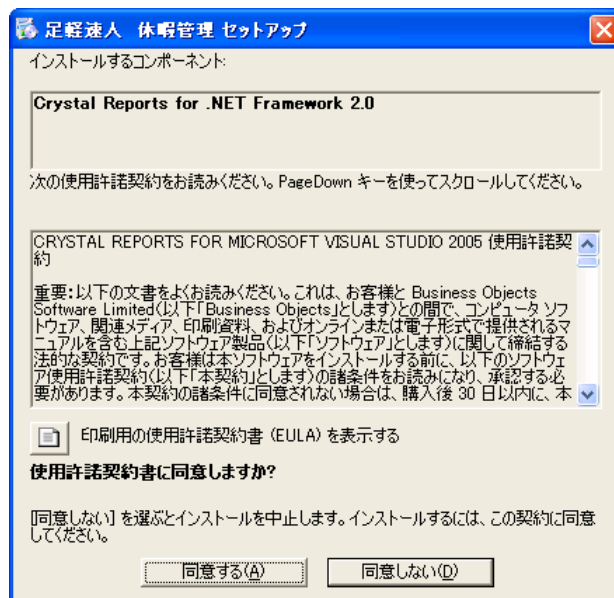 足軽速人 休暇管理 セットアップ
インストールするコンポーネント:
Crystal Reports for .NET Framework 2.0
次の使用許諾契約をお読みください。PageDown キーを使ってスクロールしてください。
CRYSTAL REPORTS FOR MICROSOFT VISUAL STUDIO 2005 使用許諾契
約
重要:以下の文書をよくお読みください。これは、お客様と Business Objects
Software Limited(以下「Business Objects」とします)との間で、コンピュータ ソフ
トウェア、関連メディア、印刷資料、およびオンラインまたは電子形式で提供されるマ
ニュアルを含む上記ソフトウェア製品(以下「ソフトウェア」とします)に関して締結する
法的な契約です。お客様は本ソフトウェアをインストールする前に、以下のソフトウェ
ア使用許諾契約(以下「本契約」とします)の諸条件をお読みになり、承認する必
要があります。本契約の諸条件に同意されない場合は、購入後 30 日以内に、本
印刷用の使用許諾契約書 (EULA) を表示する
使用許諾契約書に同意しますか?
[同意しない] を選ぶとインストールを中止します。インストールするには、この契約に同意
してください。
同意する(A)
同意しない(D)